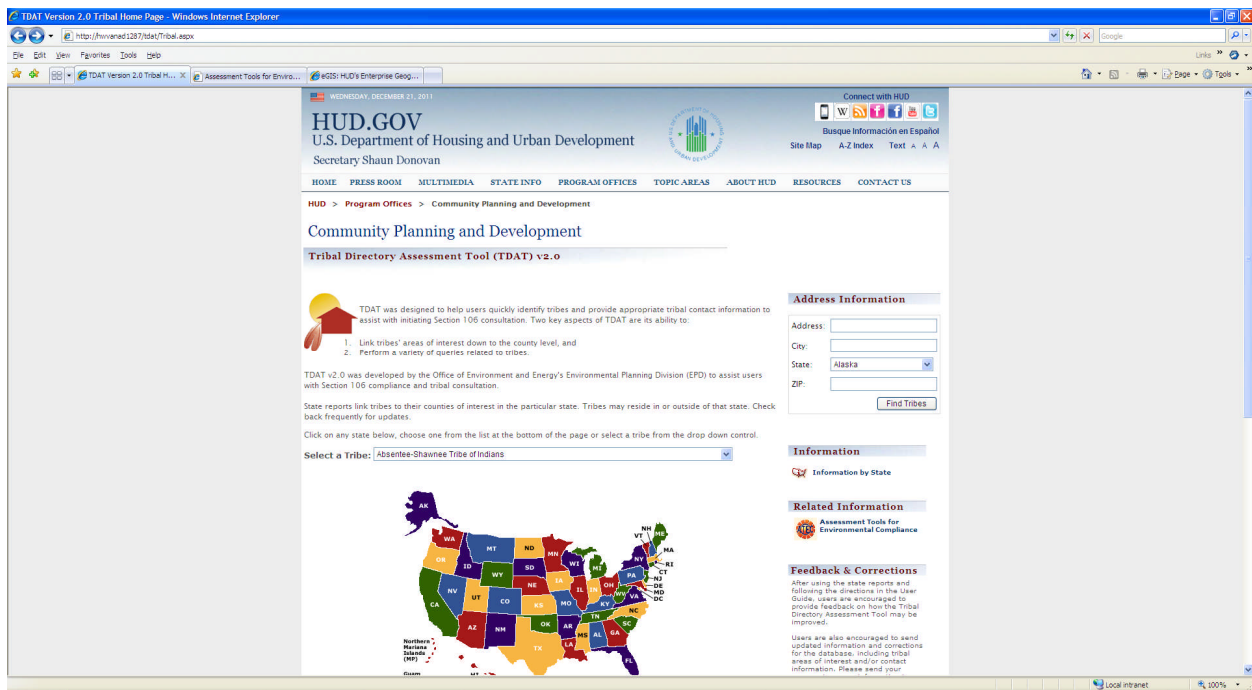 TDAT Version 2.0 Tribal Home Page - Windows Internet Explorer
http://hwvanad1287/tdat/Tribal.aspx
Google
File Edit View Favorites Tools Help
Links »
TDAT Version 2.0 Tribal H... X
Assessment Tools for Enviro...
eGIS: HUD's Enterprise Geog...
Page Tools
WEDNESDAY, DECEMBER 21, 2011
Connect with HUD
HUD.GOV
U.S. Department of Housing and Urban Development
Secretary Shaun Donovan
Busque Información en Español
Site Map A-Z Index Text A A A
HOME PRESS ROOM MULTIMEDIA STATE INFO PROGRAM OFFICES TOPIC AREAS ABOUT HUD RESOURCES CONTACT US
HUD > Program Offices > Community Planning and Development
Community Planning and Development
Tribal Directory Assessment Tool (TDAT) v2.0
TDAT was designed to help users quickly identify tribes and provide appropriate tribal contact information to
assist with initiating Section 106 consultation. Two key aspects of TDAT are its ability to:
1. Link tribes' areas of interest down to the county level, and
2. Perform a variety of queries related to tribes.
TDAT v2.0 was developed by the Office of Environment and Energy's Environmental Planning Division (EPD) to assist users
with Section 106 compliance and tribal consultation.
State reports link tribes to their counties of interest in the particular state. Tribes may reside in or outside of that state. Check
back frequently for updates.
Click on any state below, choose one from the list at the bottom of the page or select a tribe from the drop down control.
Select a Tribe: Absentee-Shawnee Tribe of Indians
AK
WA
MT
ND
MN
OR
ID
WY
SD
WI
MI
NY
VT
NH
ME
MA
RI
CT
NJ
DE
MD
DC
NV
UT
CO
NE
IA
IL
IN
OH
PA
WV
VA
CA
KS
MO
KY
NC
TN
SC
AZ
NM
OK
AR
MS
AL
GA
TX
LA
FL
Northern
Mariana
Islands
(MP)
Guam
HI
Address Information
Address:
City:
State: Alaska
ZIP:
Find Tribes
Information
Information by State
Related Information
ATEC
Assessment Tools for
Environmental Compliance
Feedback & Corrections
After using the state reports and
following the directions in the User
Guide, users are encouraged to
provide feedback on how the Tribal
Directory Assessment Tool may be
improved.
Users are also encouraged to send
updated information and corrections
for the database, including tribal
areas of interest and/or contact
information. Please send your
Local intranet
100%